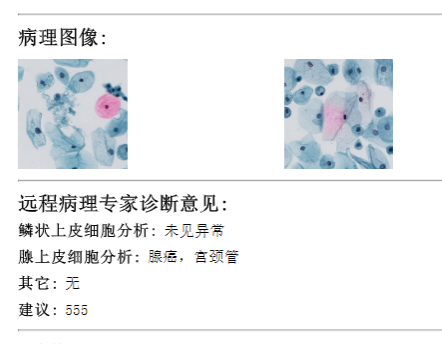 病理图像:
远程病理专家诊断意见:
鳞状上皮细胞分析: 未见异常
腺上皮细胞分析: 腺癌, 宫颈管
其它: 无
建议: 555